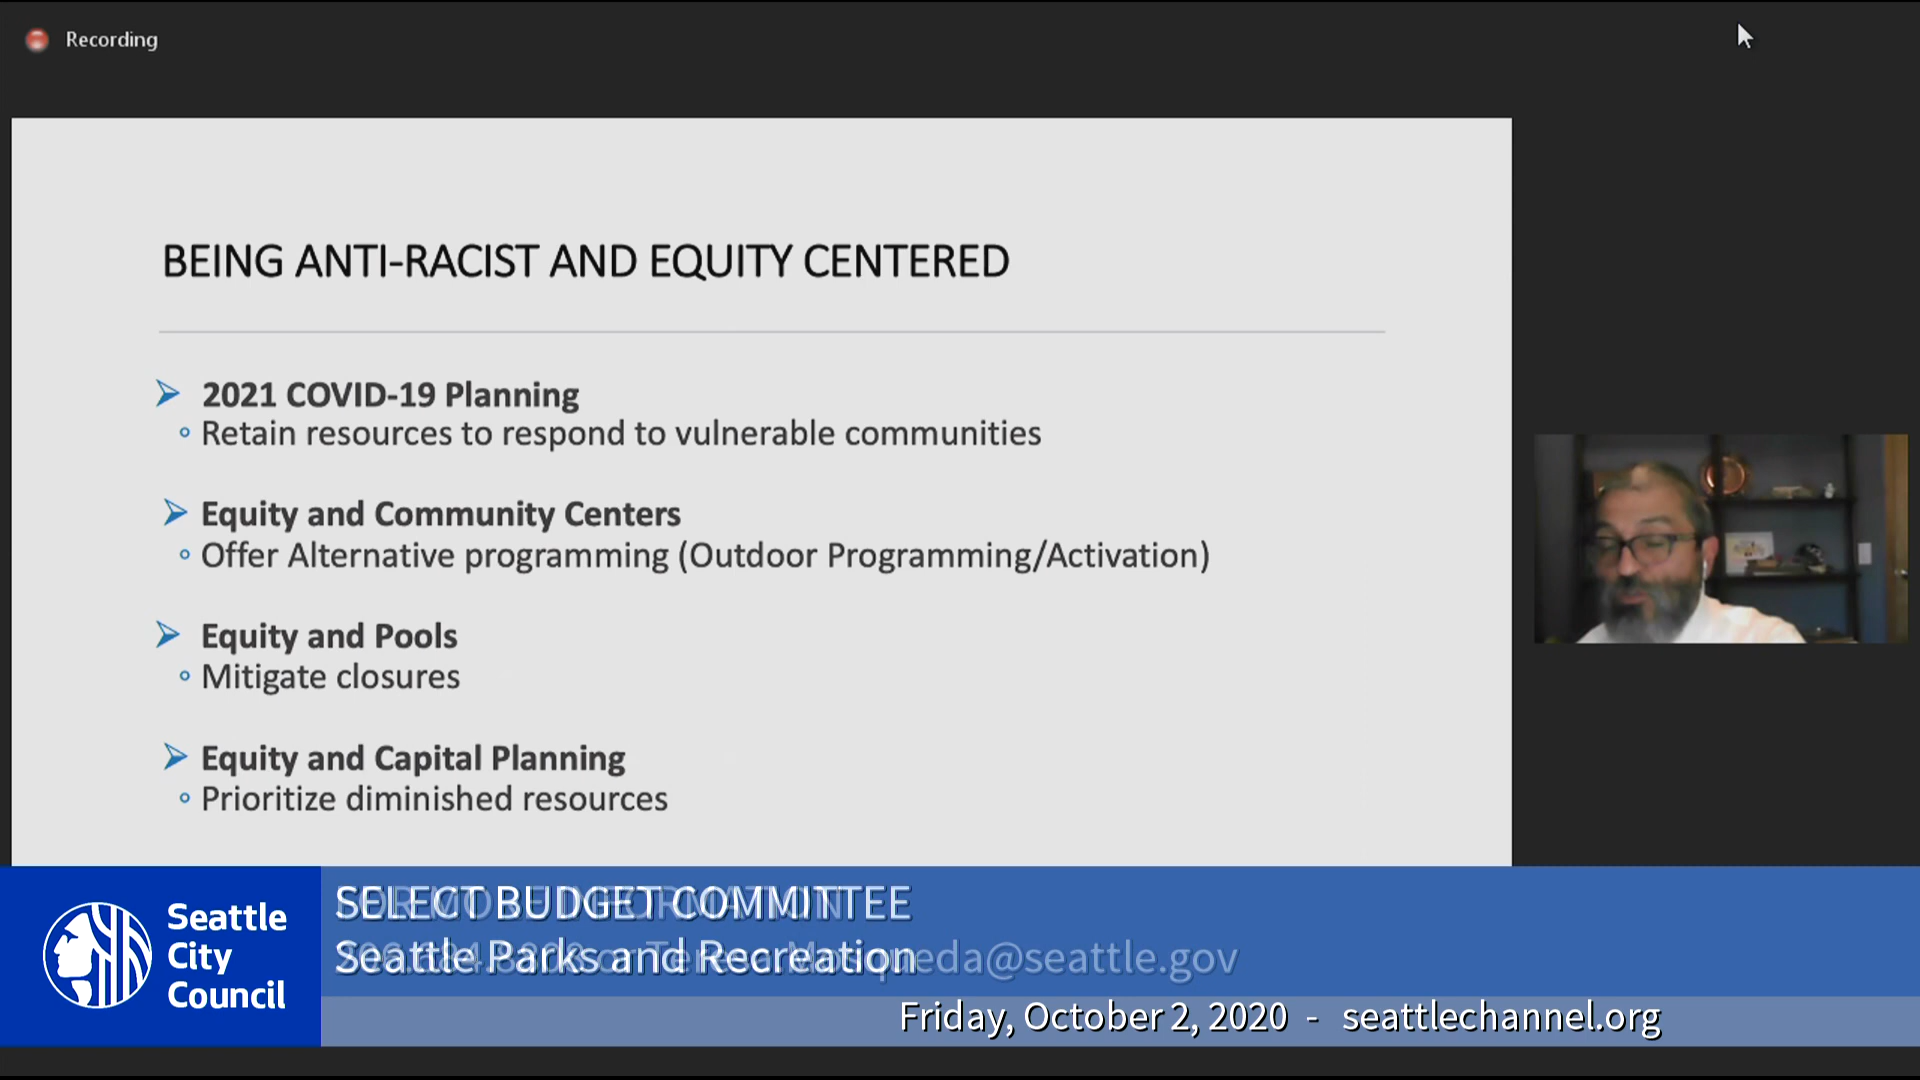 Recording
BEING ANTI-RACIST AND EQUITY CENTERED
2021 COVID-19 Planning
Retain resources to respond to vulnerable communities
Equity and Community Centers
Offer Alternative programming (Outdoor Programming/Activation)
Equity and Pools
Mitigate closures
Equity and Capital Planning
Prioritize diminished resources
Seattle
City
Council
SELECT BUDGET COMMITTEE
Seattle Parks and Recreation
Friday, October 2, 2020 - seattlechannel.org